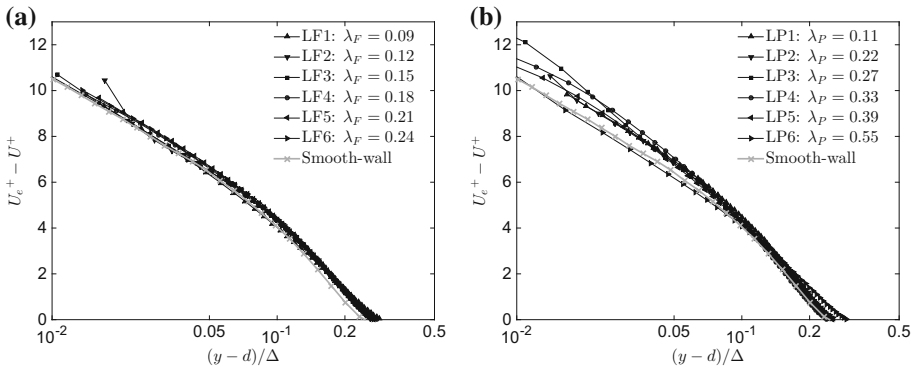 (a)
12
10
8
6
4
2
0
U_e^+ − U^+
LF1: λ_F = 0.09
LF2: λ_F = 0.12
LF3: λ_F = 0.15
LF4: λ_F = 0.18
LF5: λ_F = 0.21
LF6: λ_F = 0.24
Smooth-wall
10^-2 0.05 10^-1 0.2 0.5
(y − d)/Δ
(b)
12
10
8
6
4
2
0
U_e^+ − U^+
LP1: λ_P = 0.11
LP2: λ_P = 0.22
LP3: λ_P = 0.27
LP4: λ_P = 0.33
LP5: λ_P = 0.39
LP6: λ_P = 0.55
Smooth-wall
10^-2 0.05 10^-1 0.2 0.5
(y − d)/Δ